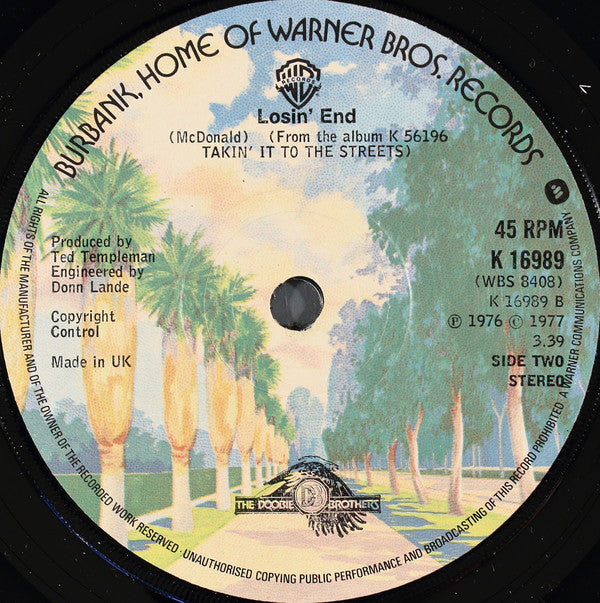 BURBANK, HOME OF WARNER BROS. RECORDS
WB
RECORDS
Losin' End
(McDonald) (From the album K 56196
TAKIN' IT TO THE STREETS)
Produced by
Ted Templeman
Engineered by
Donn Lande
Copyright
Control
Made in UK
45 RPM
K 16989
(WBS 8408)
K 16989 B
℗ 1976 © 1977
3.39
SIDE TWO
STEREO
THE DOOBIE BROTHERS
ALL RIGHTS OF THE MANUFACTURER AND OF THE OWNER OF THE RECORDED WORK RESERVED · UNAUTHORISED COPYING PUBLIC PERFORMANCE AND BROADCASTING OF THIS RECORD PROHIBITED A WARNER COMMUNICATIONS COMPANY